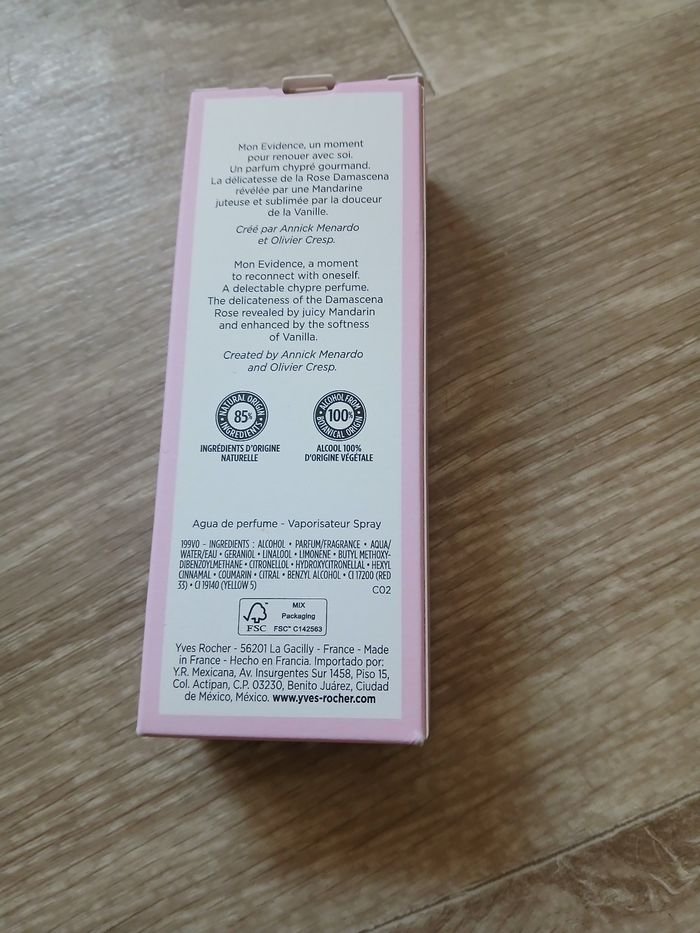 Mon Evidence, un moment
pour renouer avec soi.
Un parfum chypré gourmand.
La délicatesse de la Rose Damascena
révélée par une Mandarine
juteuse et sublimée par la douceur
de la Vanille.
Créé par Annick Menardo
et Olivier Cresp.
Mon Evidence, a moment
to reconnect with oneself.
A delectable chypre perfume.
The delicateness of the Damascena
Rose revealed by juicy Mandarin
and enhanced by the softness
of Vanilla.
Created by Annick Menardo
and Olivier Cresp.
NATURAL ORIGIN
85%
INGREDIENTS
INGRÉDIENTS D'ORIGINE
NATURELLE
ALCOHOL FROM
100%
BOTANICAL ORIGIN
ALCOOL 100%
D'ORIGINE VÉGÉTALE
Agua de perfume - Vaporisateur Spray
199V0 - INGREDIENTS : ALCOHOL • PARFUM/FRAGRANCE • AQUA/
WATER/EAU • GERANIOL • LINALOOL • LIMONENE • BUTYL METHOXY-
DIBENZOYLMETHANE • CITRONELLOL • HYDROXYCITRONELLAL • HEXYL
CINNAMAL • COUMARIN • CITRAL • BENZYL ALCOHOL • CI 17200 (RED
33) • CI 19140 (YELLOW 5)
C02
FSC
MIX
Packaging
FSC™ C142563
Yves Rocher - 56201 La Gacilly - France - Made
in France - Hecho en Francia. Importado por:
Y.R. Mexicana, Av. Insurgentes Sur 1458, Piso 15,
Col. Actipan, C.P. 03230, Benito Juárez, Ciudad
de México, México. www.yves-rocher.com